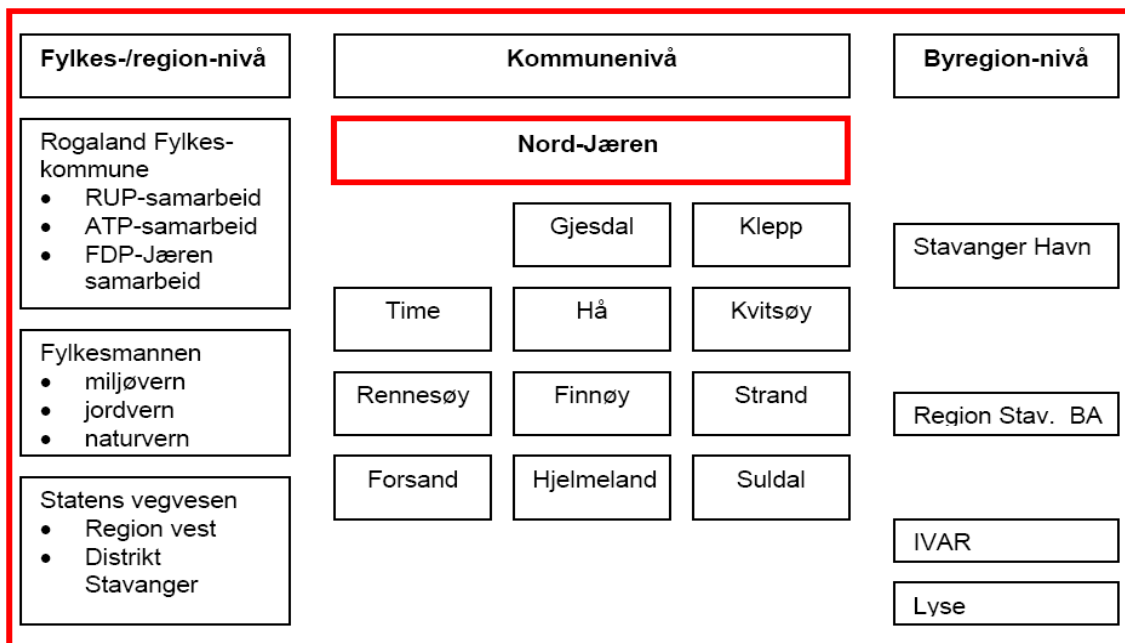 Fylkes-/region-nivå
Rogaland Fylkes-
kommune
• RUP-samarbeid
• ATP-samarbeid
• FDP-Jæren
samarbeid
Fylkesmannen
• miljøvern
• jordvern
• naturvern
Statens vegvesen
• Region vest
• Distrikt
Stavanger
Kommunenivå
Nord-Jæren
Gjesdal Klepp
Time Hå Kvitsøy
Rennesøy Finnøy Strand
Forsand Hjelmeland Suldal
Byregion-nivå
Stavanger Havn
Region Stav. BA
IVAR
Lyse